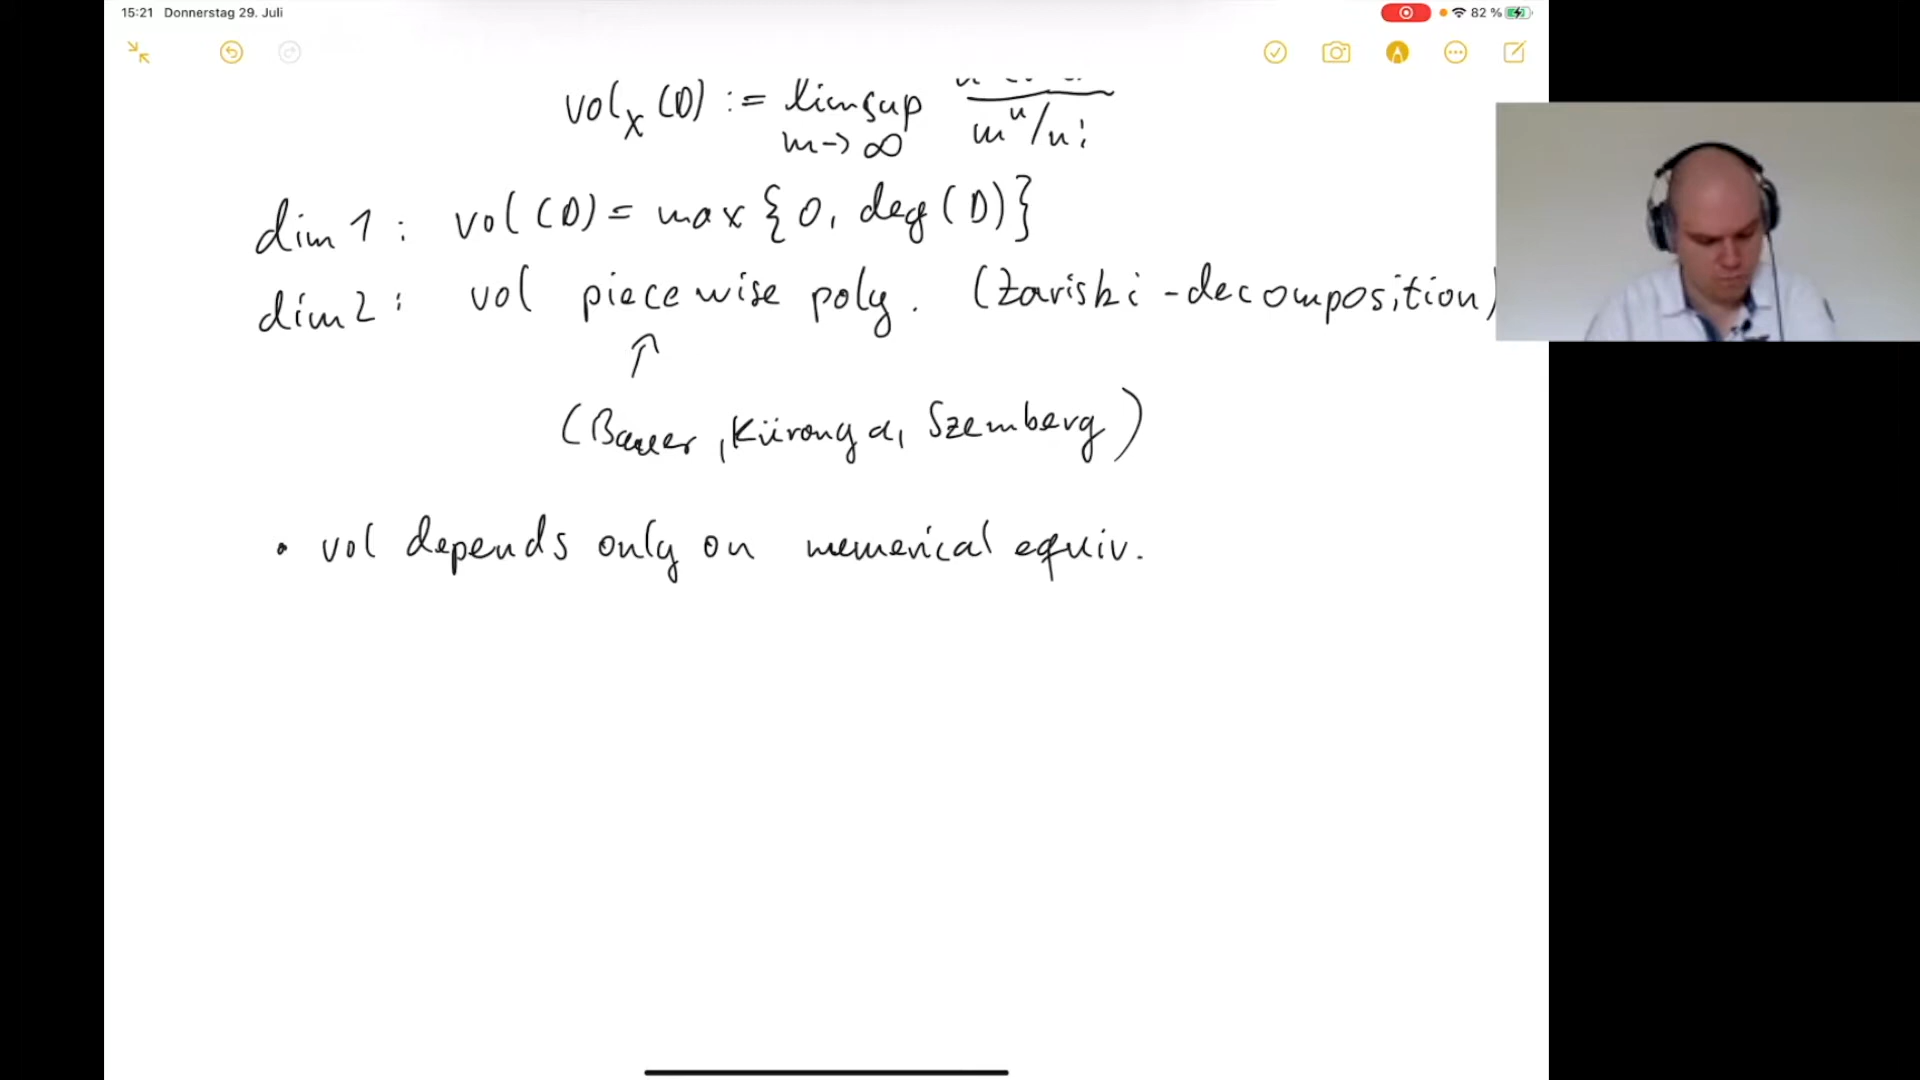 15:21 Donnerstag 29. Juli 82 %
vol_X (D) := limsup m^n/n!
m -> ∞
dim 1 : vol (D) = max { 0, deg (D) }
dim 2 : vol piecewise poly. (Zariski - decomposition)
↑
(Bauer, Küronya, Szemberg)
• vol depends only on numerical equiv.